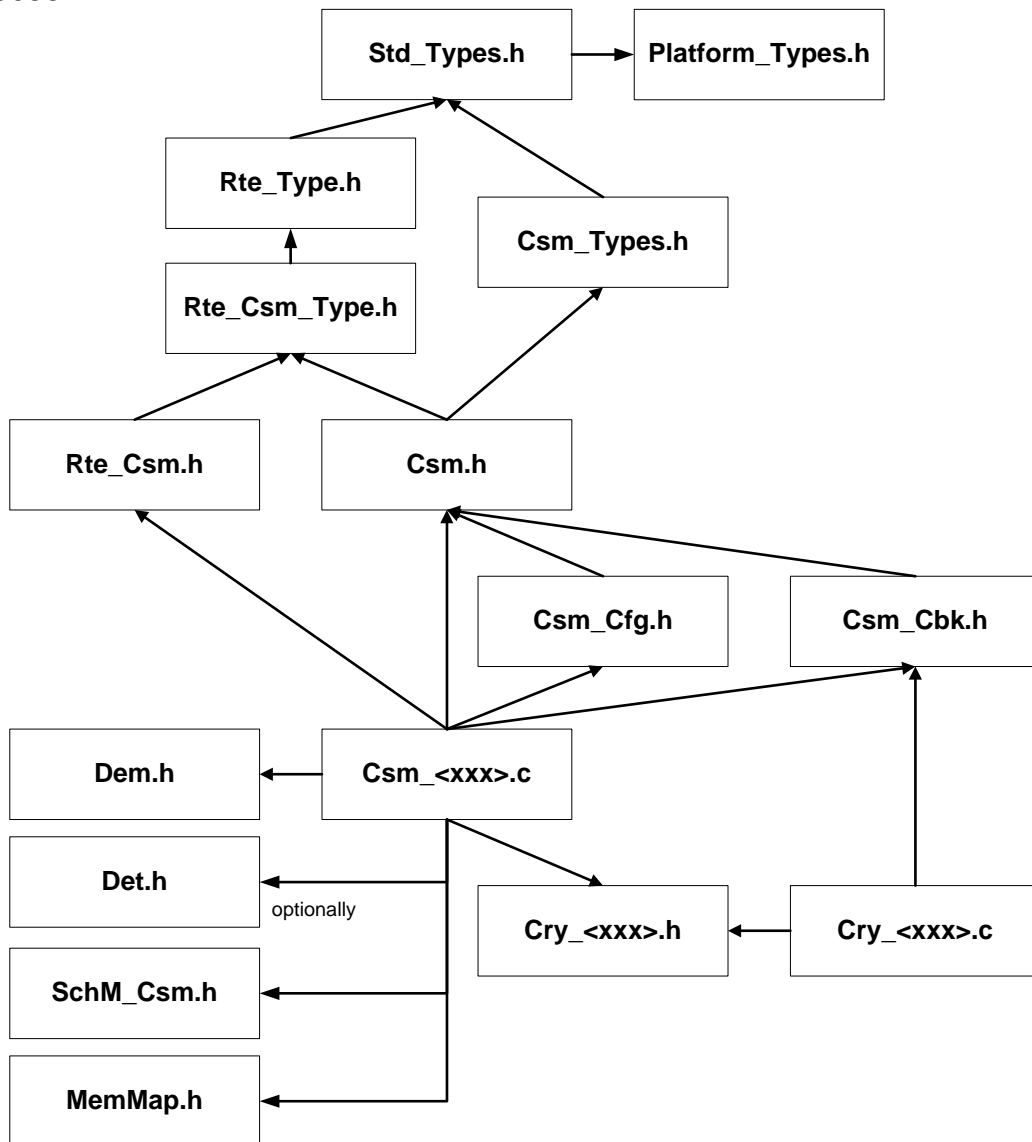 Std_Types.h
Platform_Types.h
Rte_Type.h
Csm_Types.h
Rte_Csm_Type.h
Rte_Csm.h
Csm.h
Csm_Cfg.h
Csm_Cbk.h
Dem.h
Csm_<xxx>.c
Det.h
optionally
Cry_<xxx>.h
Cry_<xxx>.c
SchM_Csm.h
MemMap.h